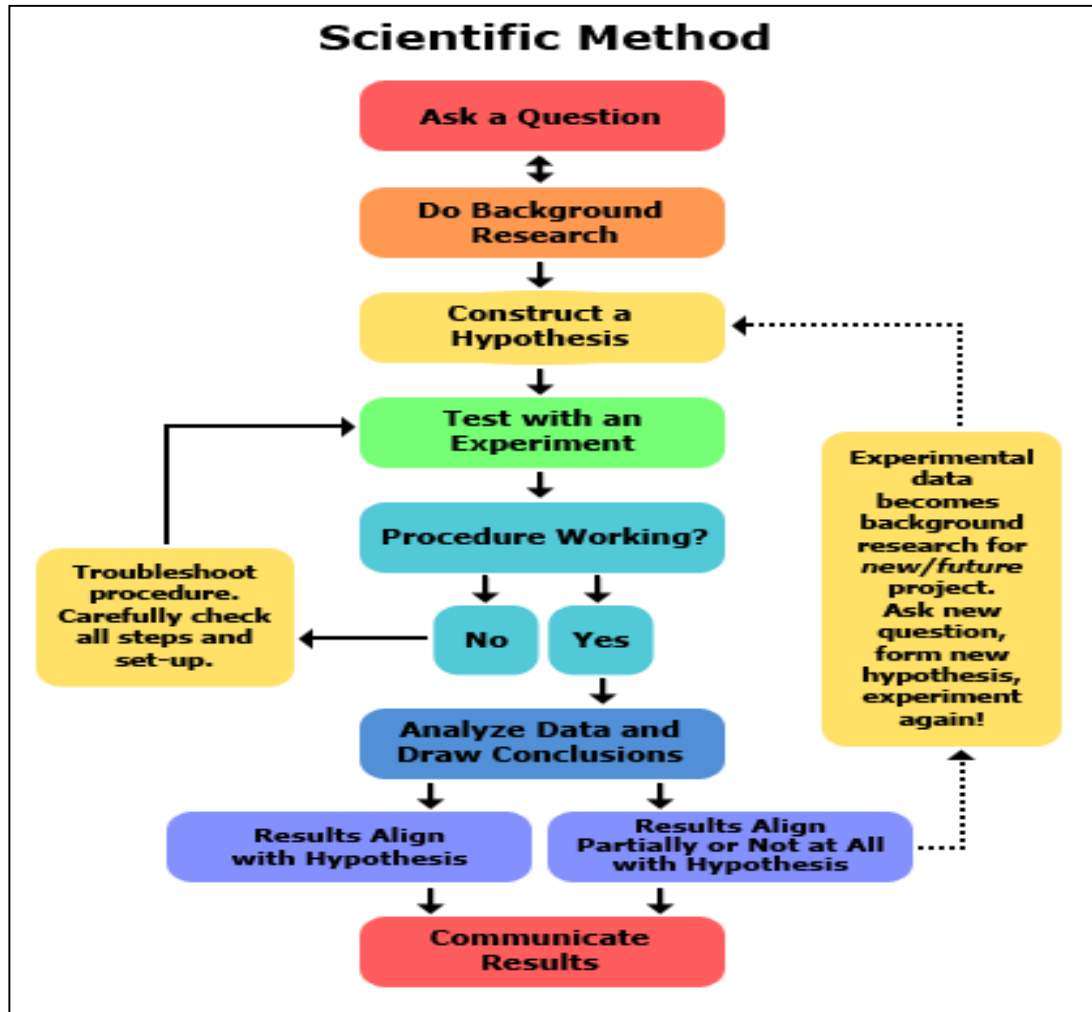 Scientific Method
Ask a Question
Do Background
Research
Construct a
Hypothesis
Test with an
Experiment
Procedure Working?
No
Yes
Troubleshoot
procedure.
Carefully check
all steps and
set-up.
Experimental
data
becomes
background
research for
new/future
project.
Ask new
question,
form new
hypothesis,
experiment
again!
Analyze Data and
Draw Conclusions
Results Align
with Hypothesis
Results Align
Partially or Not at All
with Hypothesis
Communicate
Results